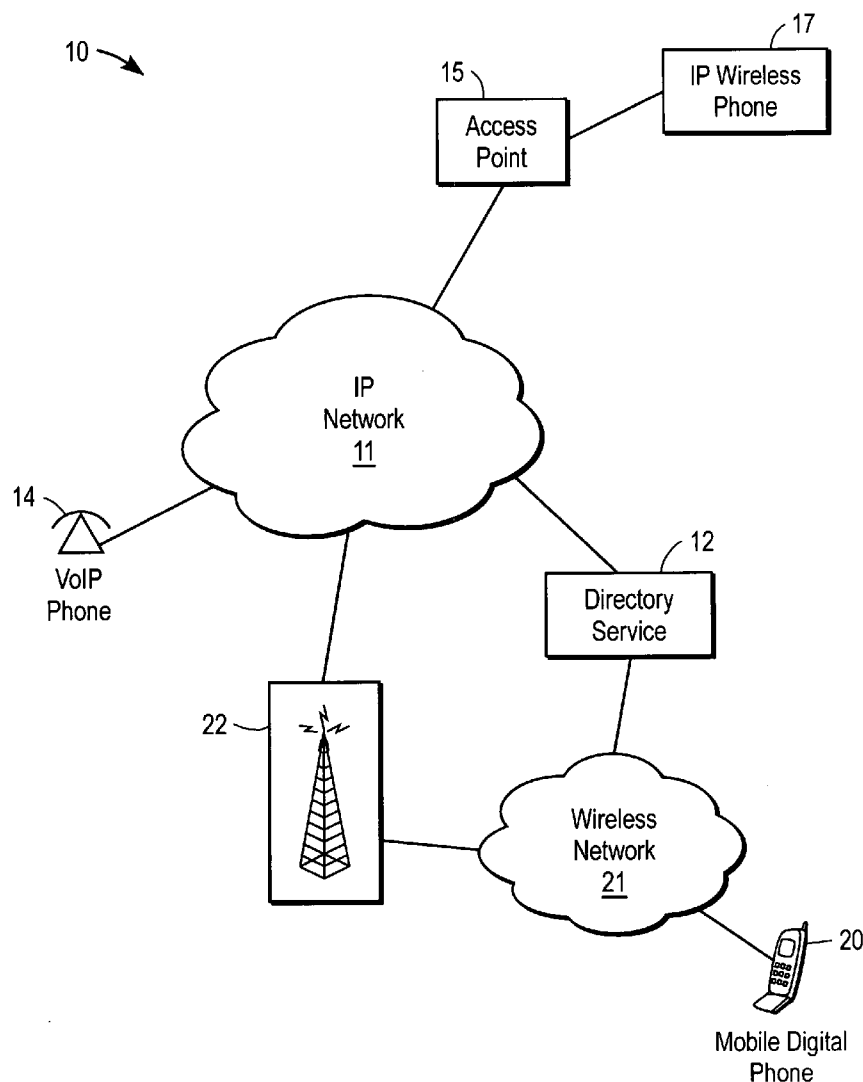 10
17
IP Wireless
Phone
15
Access
Point
IP
Network
11
14
VoIP
Phone
12
Directory
Service
22
Wireless
Network
21
20
Mobile Digital
Phone